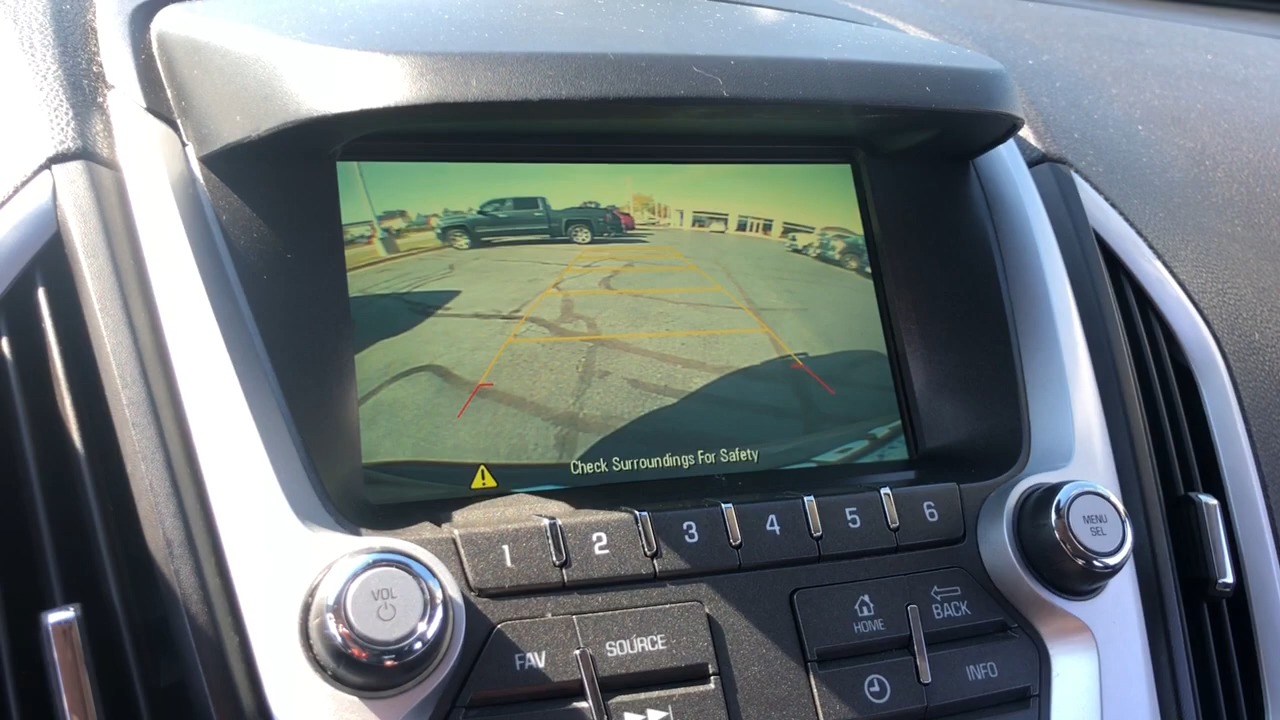 Check Surroundings For Safety
1 2 3 4 5 6
VOL
MENU
SEL
FAV
SOURCE
HOME
BACK
INFO